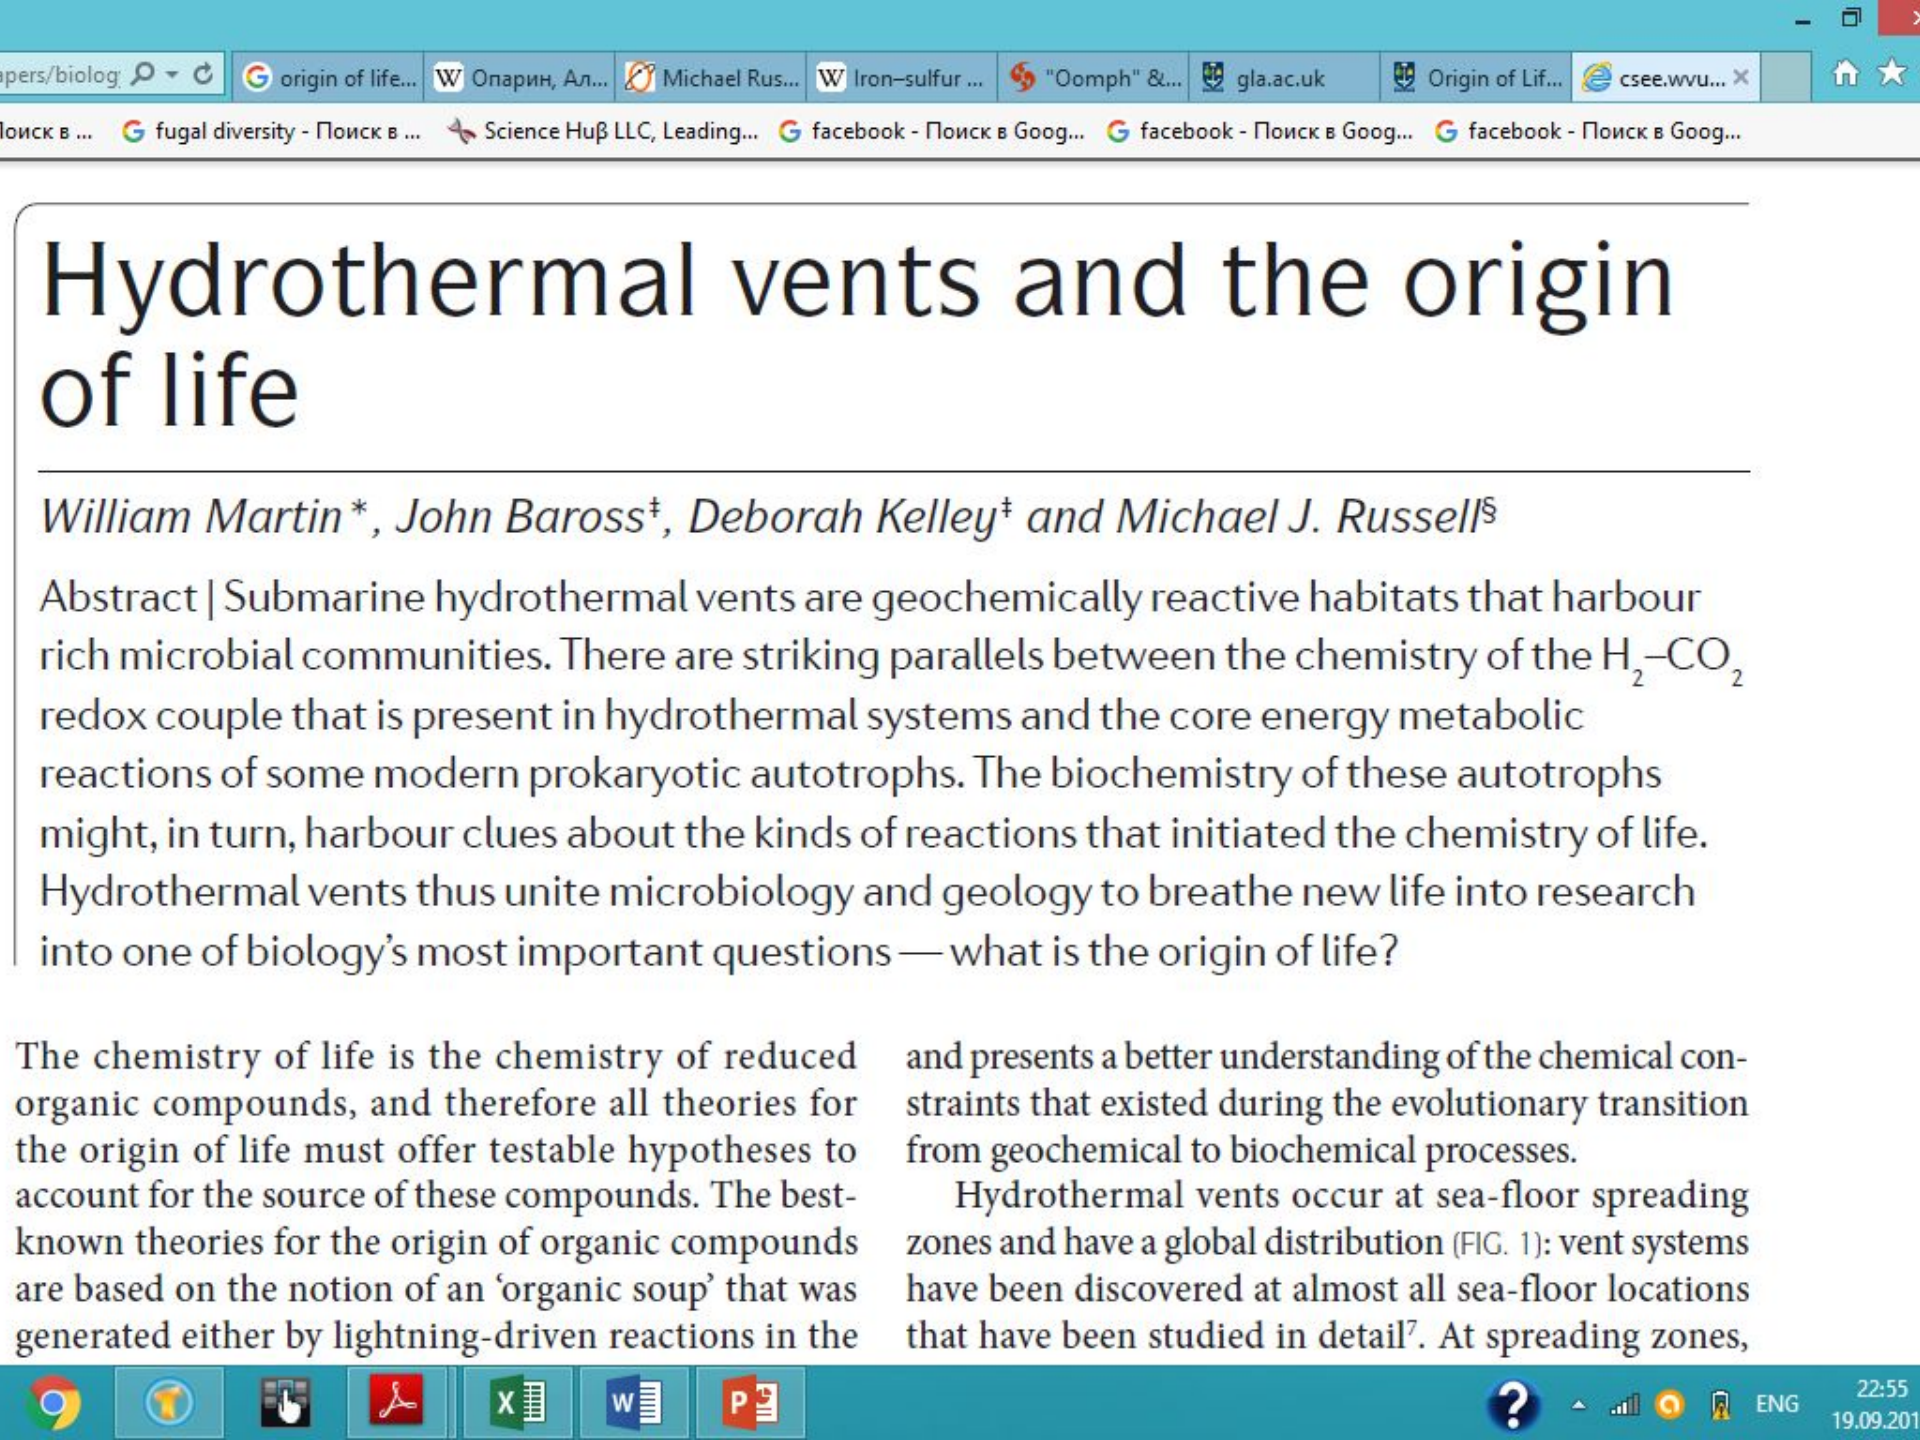 apers/biolog
origin of life...
Опарин, Ал...
Michael Rus...
Iron–sulfur ...
"Oomph" &...
gla.ac.uk
Origin of Lif...
csee.wvu...
Поиск в ...
fugal diversity - Поиск в ...
Science Huβ LLC, Leading...
facebook - Поиск в Goog...
facebook - Поиск в Goog...
facebook - Поиск в Goog...
Hydrothermal vents and the origin
of life
William Martin*, John Baross‡, Deborah Kelley‡ and Michael J. Russell§
Abstract | Submarine hydrothermal vents are geochemically reactive habitats that harbour
rich microbial communities. There are striking parallels between the chemistry of the H₂–CO₂
redox couple that is present in hydrothermal systems and the core energy metabolic
reactions of some modern prokaryotic autotrophs. The biochemistry of these autotrophs
might, in turn, harbour clues about the kinds of reactions that initiated the chemistry of life.
Hydrothermal vents thus unite microbiology and geology to breathe new life into research
into one of biology's most important questions — what is the origin of life?
The chemistry of life is the chemistry of reduced
organic compounds, and therefore all theories for
the origin of life must offer testable hypotheses to
account for the source of these compounds. The best-
known theories for the origin of organic compounds
are based on the notion of an 'organic soup' that was
generated either by lightning-driven reactions in the
and presents a better understanding of the chemical con-
straints that existed during the evolutionary transition
from geochemical to biochemical processes.
Hydrothermal vents occur at sea-floor spreading
zones and have a global distribution (FIG. 1): vent systems
have been discovered at almost all sea-floor locations
that have been studied in detail⁷. At spreading zones,
ENG
22:55
19.09.201